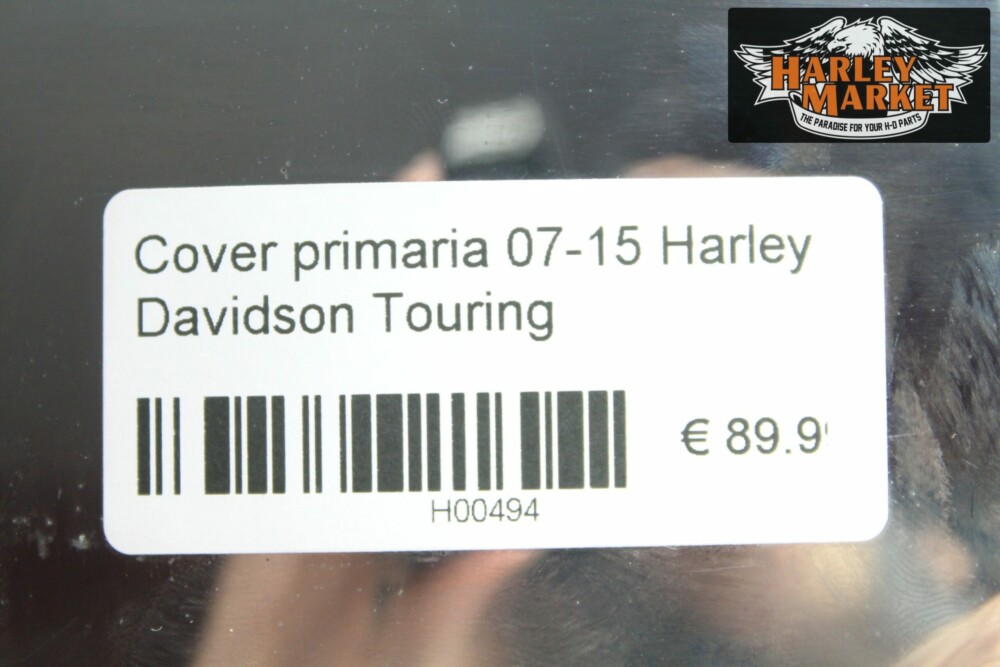 HARLEY
MARKET
THE PARADISE FOR YOUR H-D PARTS
Cover primaria 07-15 Harley
Davidson Touring
€ 89.9
H00494